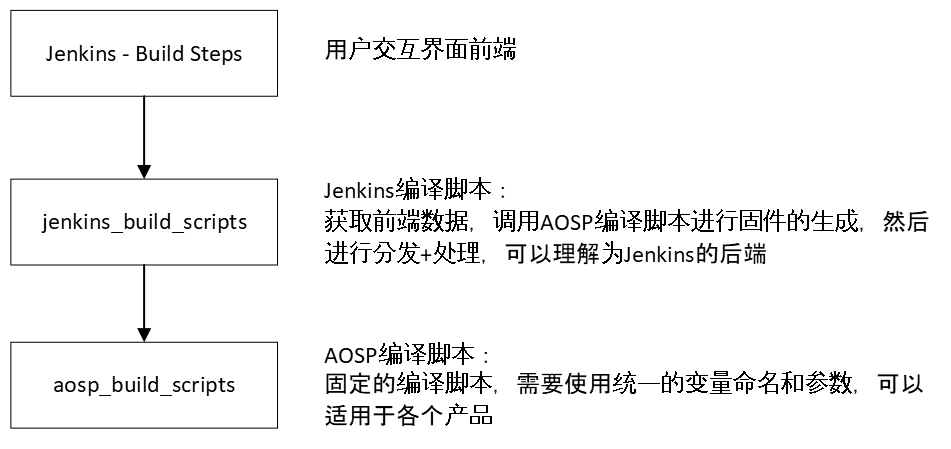 Jenkins - Build Steps
用户交互界面前端
jenkins_build_scripts
Jenkins编译脚本：
获取前端数据，调用AOSP编译脚本进行固件的生成，然后
进行分发+处理，可以理解为Jenkins的后端
aosp_build_scripts
AOSP编译脚本：
固定的编译脚本，需要使用统一的变量命名和参数，可以
适用于各个产品